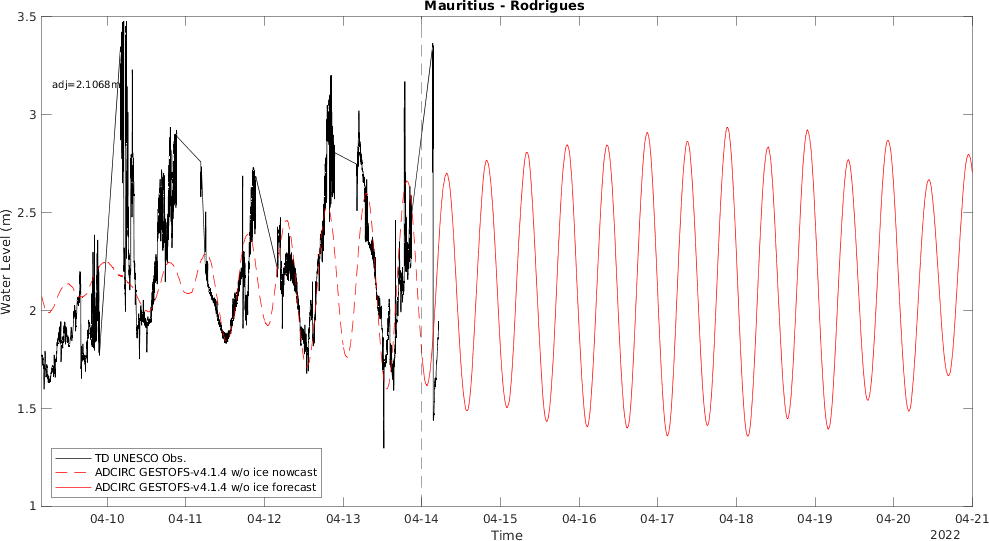 Mauritius - Rodrigues
3.5
adj=2.1068m
3
2.5
Water Level (m)
2
1.5
1
TD UNESCO Obs.
ADCIRC GESTOFS-v4.1.4 w/o ice nowcast
ADCIRC GESTOFS-v4.1.4 w/o ice forecast
04-10 04-11 04-12 04-13 04-14 04-15 04-16 04-17 04-18 04-19 04-20 04-21
Time
2022